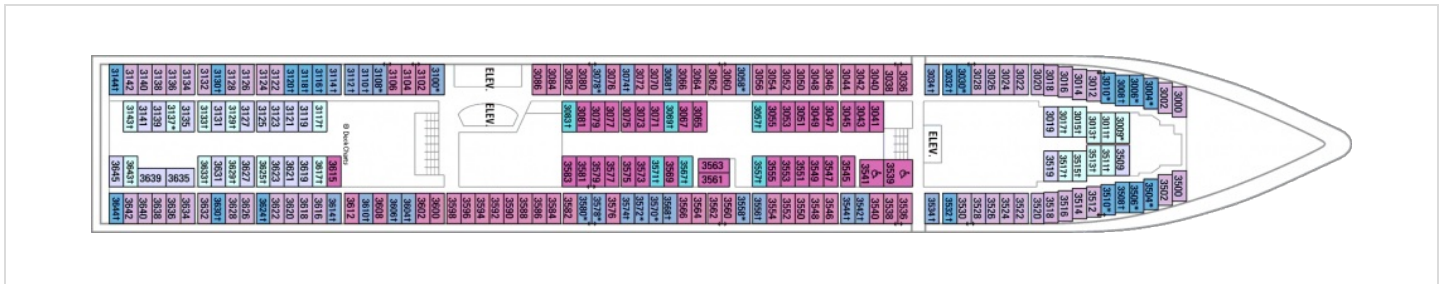 3144† 3142 3140 3138 3136 3134 3132 3130† 3128 3126 3124 3122 3120† 3118† 3116† 3114† 3112† 3110† 3108* 3106 3104 3102 3100*
ELEV.
3086 3084 3082 3080 3078* 3076 3074† 3072 3070 3068† 3066 3064 3062 3060 3058* 3056 3054 3052 3050 3048 3046 3044 3042 3040 3038 3036
3034† 3032† 3030* 3028 3026 3024 3022 3020 3018 3016 3014 3012 3010* 3008† 3006* 3004* 3002 3000
3143† 3141 3139 3137* 3135 3133† 3131 3129† 3127 3125 3123 3121 3119 3117†
© DeckCharts
ELEV.
3083† 3081 3079 3077 3075 3073 3071 3069† 3067 3065
3057† 3055 3053 3051 3049 3047 3045 3043 3041
ELEV.
3019 3017† 3015† 3013† 3011† 3009*
3645 3643† 3639 3635 3633† 3631 3629† 3627 3625† 3623 3621 3619 3617† 3615
3583 3581 3579 3577 3575 3573 3571† 3569 3567† 3563
3561
3557† 3555 3553 3551 3549 3547 3545 3541 3539
3519 3517† 3515† 3513† 3511† 3509
3644† 3642 3640 3638 3636 3634 3632 3630† 3628 3626 3624† 3622 3620 3618 3616 3614† 3612 3610† 3608 3606† 3604† 3602 3600 3598 3596 3594 3592 3590 3588 3586 3584 3582 3580* 3578* 3576 3574† 3572* 3570* 3568† 3566 3564 3562 3560 3558* 3556† 3554 3552 3550 3548 3546 3544† 3542† 3540 3538 3536
3534† 3532† 3530 3528 3526 3524 3522 3520 3518 3516 3514 3512 3510* 3508† 3506* 3504* 3502 3500